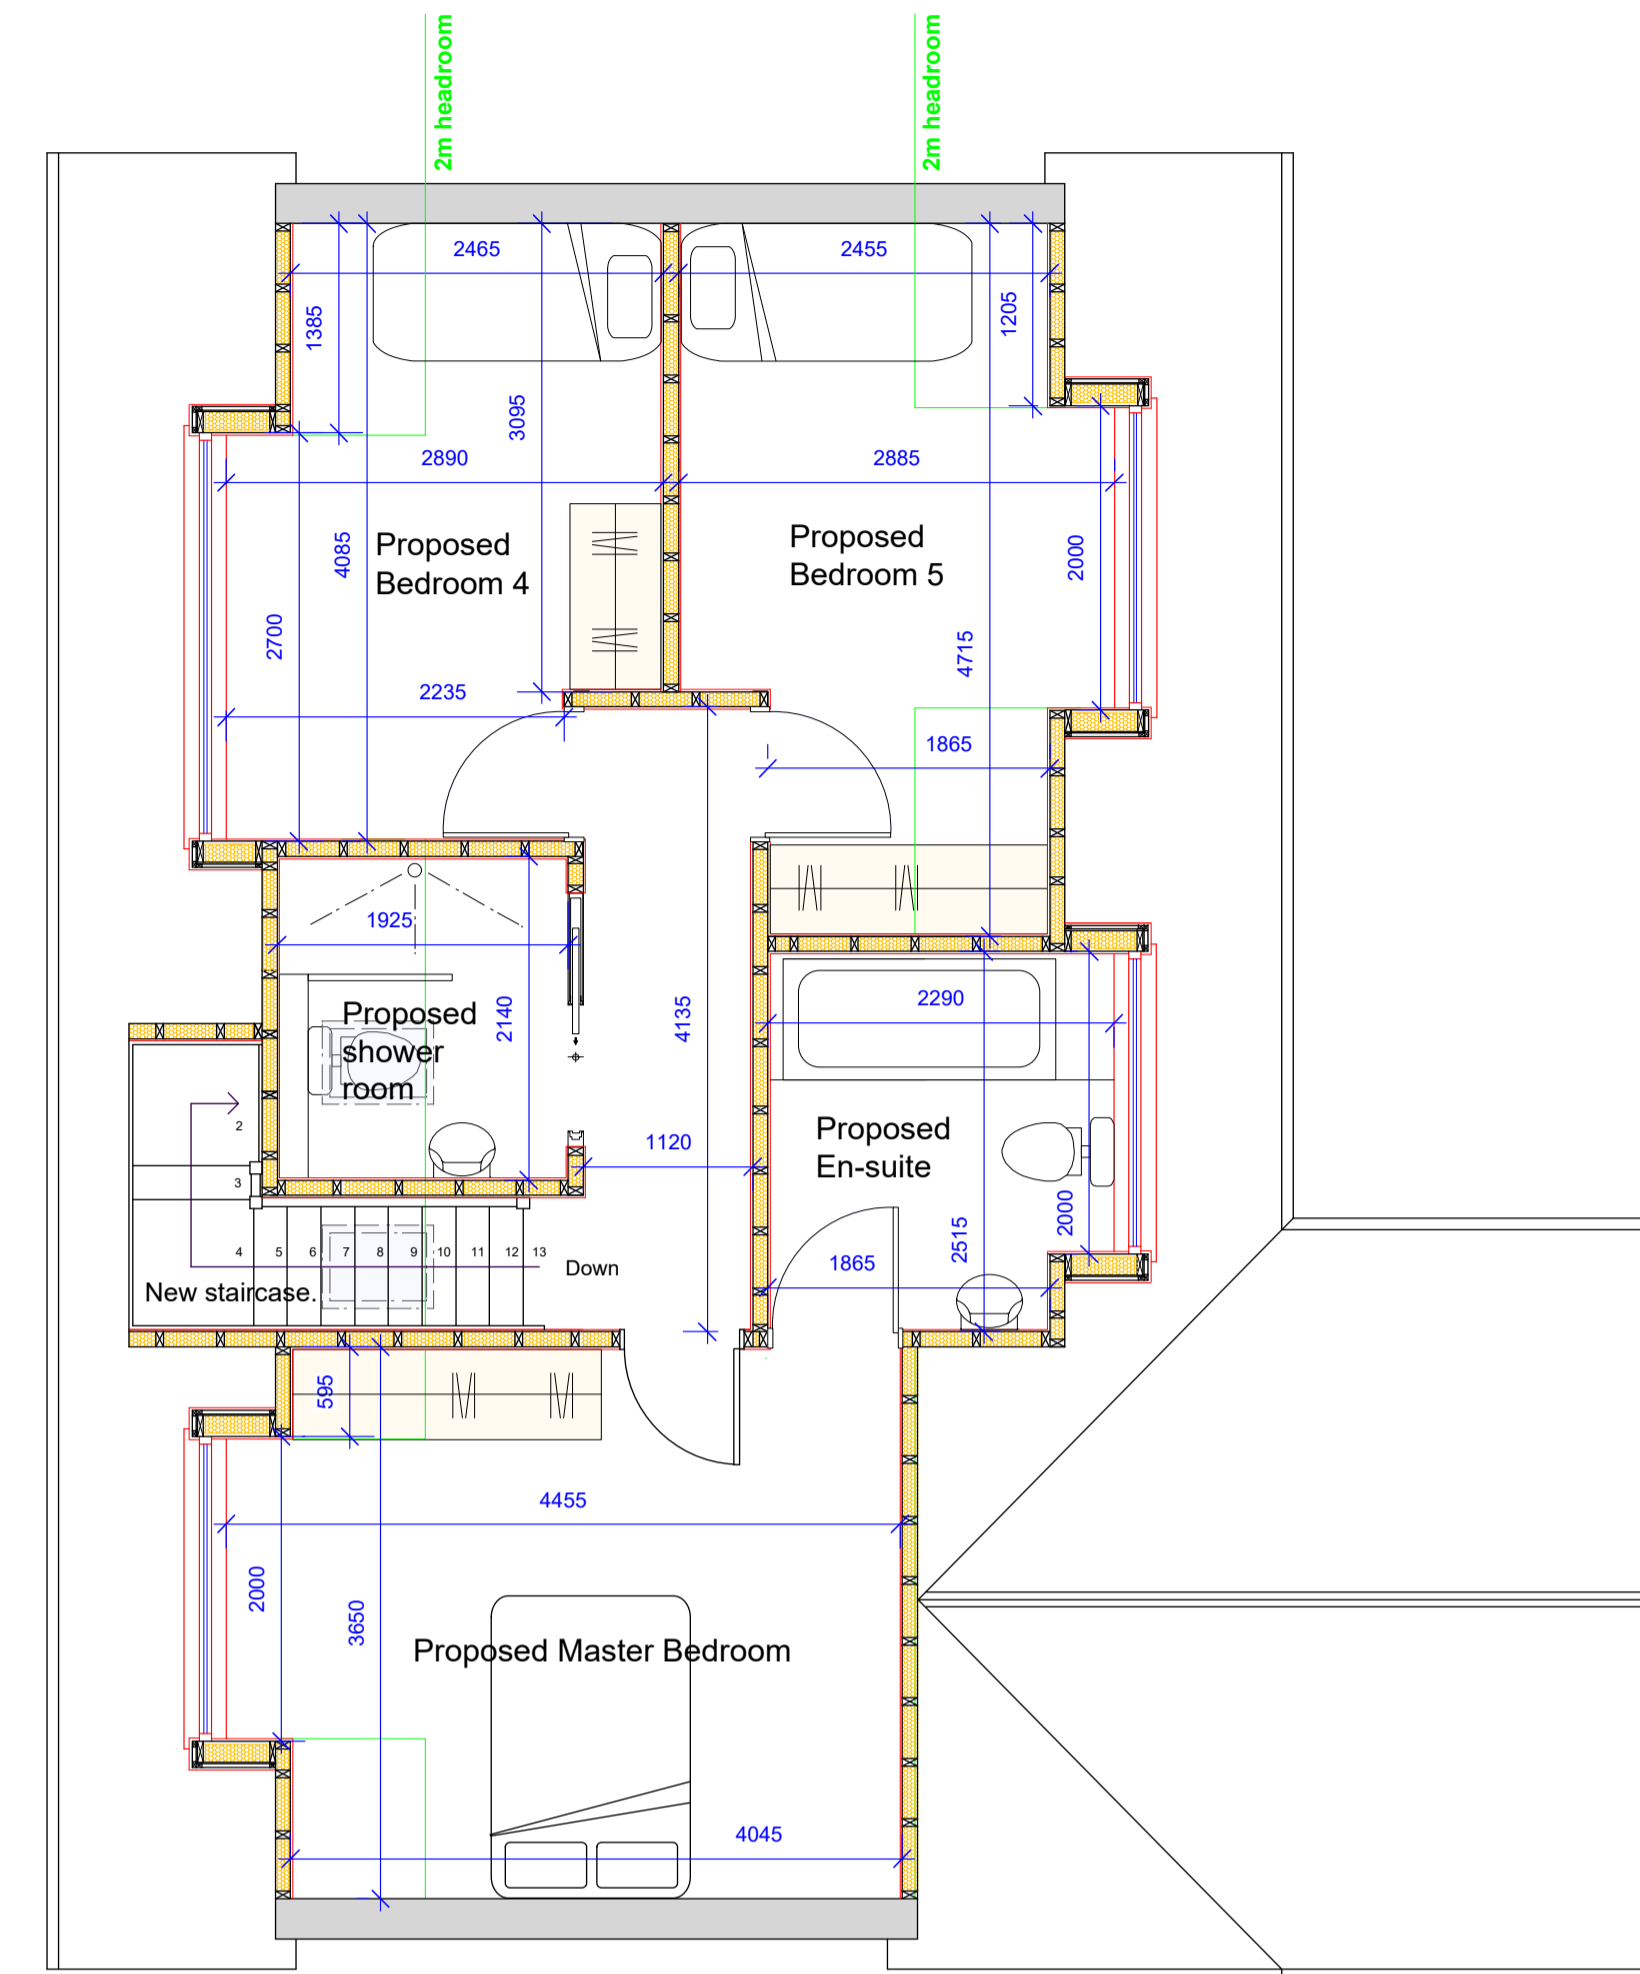 2m headroom
2m headroom
2465
2455
1385
1205
3095
2890
2885
4085
Proposed
Bedroom 4
Proposed
Bedroom 5
2000
2700
4715
2235
1865
1925
Proposed
shower
room
2140
4135
2290
1120
Proposed
En-suite
2
3
4 5 6 7 8 9 10 11 12 13
Down
New staircase.
2515
2000
1865
595
4455
2000
3650
Proposed Master Bedroom
4045